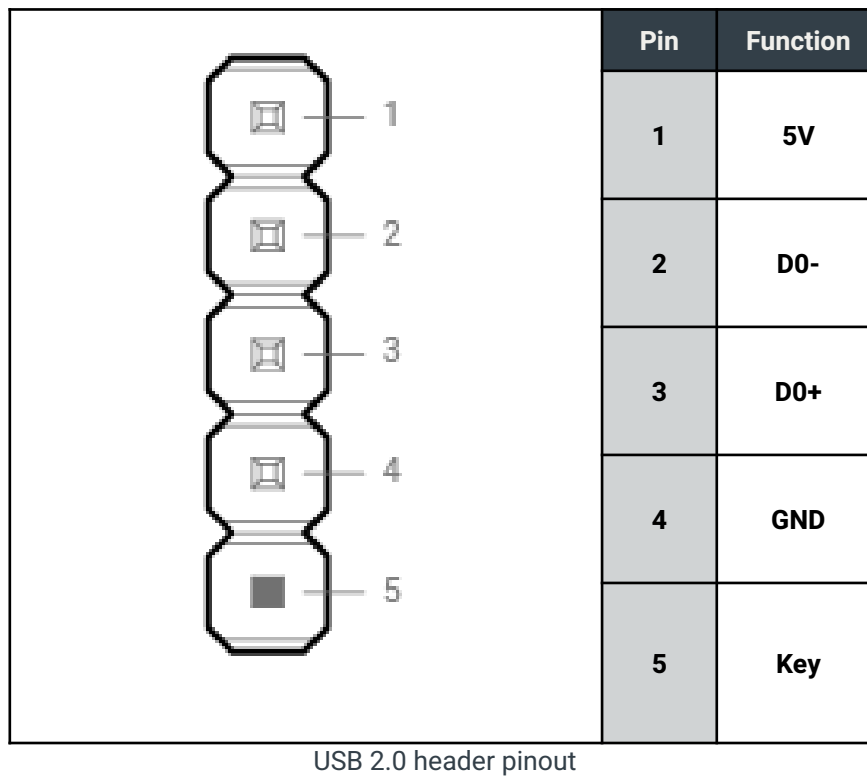 1
2
3
4
5
Pin Function
1 5V
2 D0-
3 D0+
4 GND
5 Key
USB 2.0 header pinout